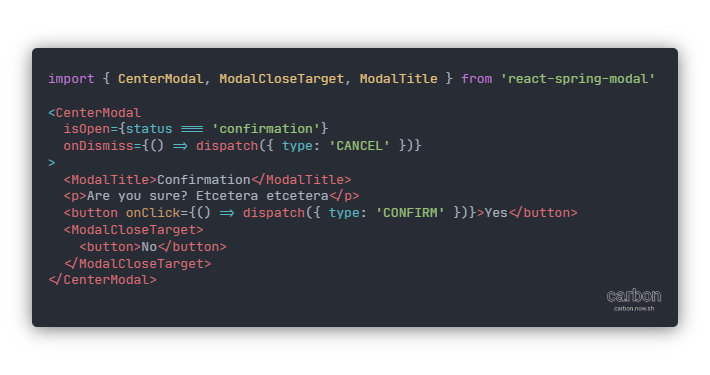 import { CenterModal, ModalCloseTarget, ModalTitle } from 'react-spring-modal'

<CenterModal
  isOpen={status === 'confirmation'}
  onDismiss={() => dispatch({ type: 'CANCEL' })}
>
  <ModalTitle>Confirmation</ModalTitle>
  <p>Are you sure? Etcetera etcetera</p>
  <button onClick={() => dispatch({ type: 'CONFIRM' })}>Yes</button>
  <ModalCloseTarget>
    <button>No</button>
  </ModalCloseTarget>
</CenterModal>
carbon
carbon.now.sh